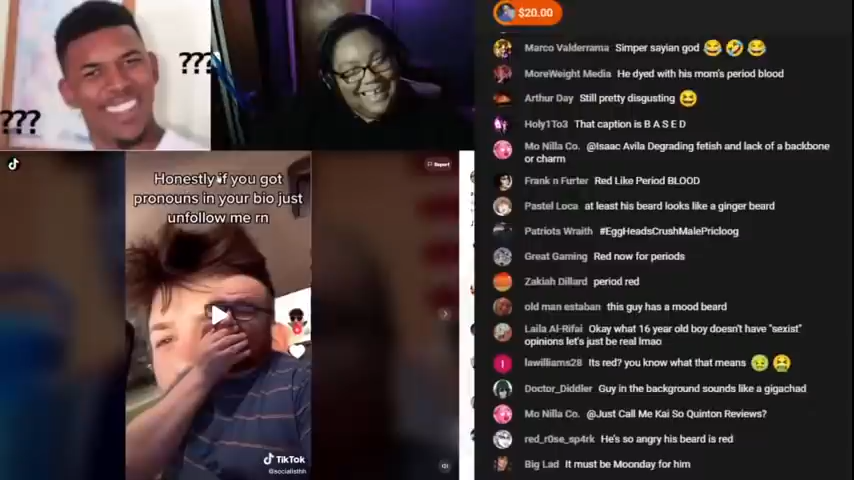 ???
???
Report
Honestly if you got
pronouns in your bio just
unfollow me rn
TikTok
@socialisthh
$20.00
Marco Valderrama Simper sayian god
MoreWeight Media He dyed with his mom's period blood
Arthur Day Still pretty disgusting
Holy1To3 That caption is B A S E D
Mo Nilla Co. @Isaac Avila Degrading fetish and lack of a backbone
or charm
Frank n Furter Red Like Period BLOOD
Pastel Loca at least his beard looks like a ginger beard
Patriots Wraith #EggHeadsCrushMalePricloog
Great Gaming Red now for periods
Zakiah Dillard period red
old man estaban this guy has a mood beard
Laila Al-Rifai Okay what 16 year old boy doesn't have "sexist"
opinions let's just be real lmao
lawilliams28 Its red? you know what that means
Doctor_Diddler Guy in the background sounds like a gigachad
Mo Nilla Co. @Just Call Me Kai So Quinton Reviews?
red_r0se_sp4rk He's so angry his beard is red
Big Lad It must be Moonday for him